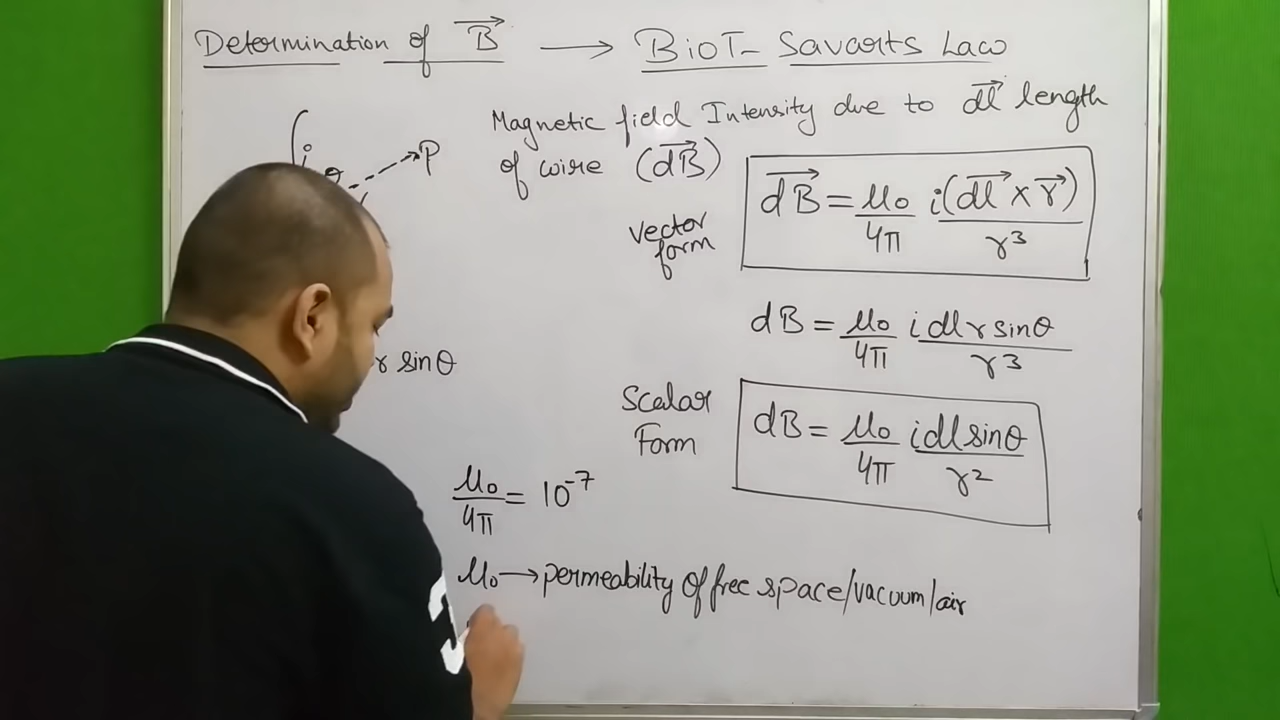 Determination of B → BioT- Savarts Law
Magnetic field Intensity due to dl length
of wire (dB)
i
θ
P
Vector
form
dB = μ₀/4π i(dl × r)/r³
dB = μ₀/4π i dl r sinθ/r³
r sinθ
Scalar
Form
dB = μ₀/4π idl sinθ/r²
μ₀/4π = 10⁻⁷
μ₀ → permeability of free space/vacuum/air
3